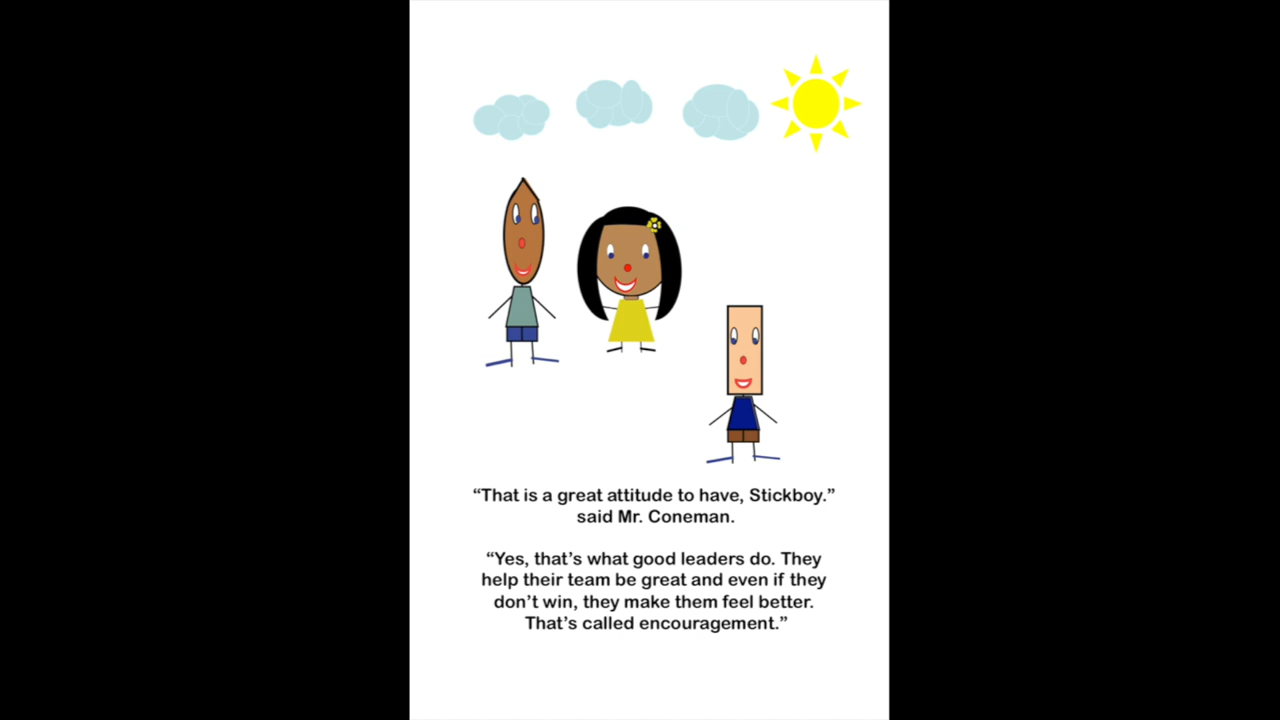 “That is a great attitude to have, Stickboy.”
said Mr. Coneman.
“Yes, that’s what good leaders do. They
help their team be great and even if they
don’t win, they make them feel better.
That’s called encouragement.”